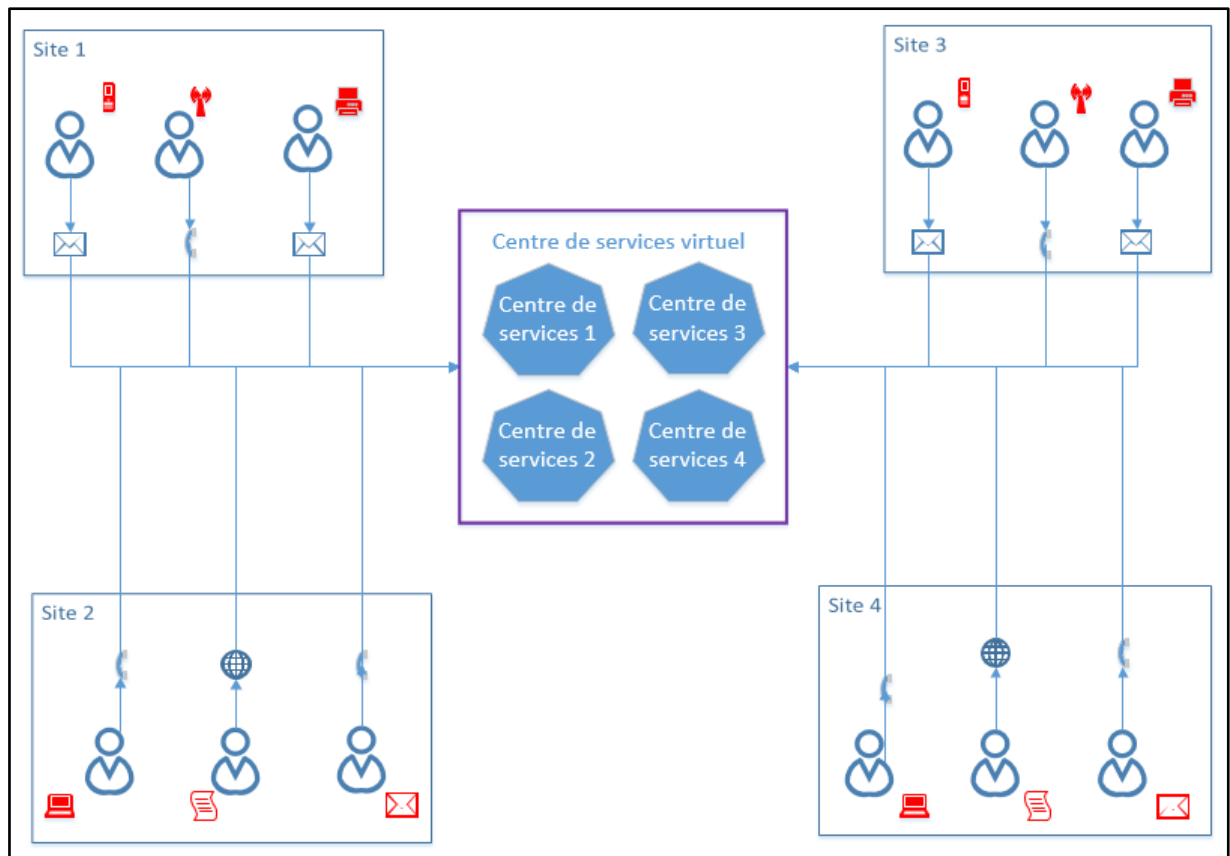 Site 1
Site 3
Centre de services virtuel
Centre de
services 1
Centre de
services 3
Centre de
services 2
Centre de
services 4
Site 2
Site 4